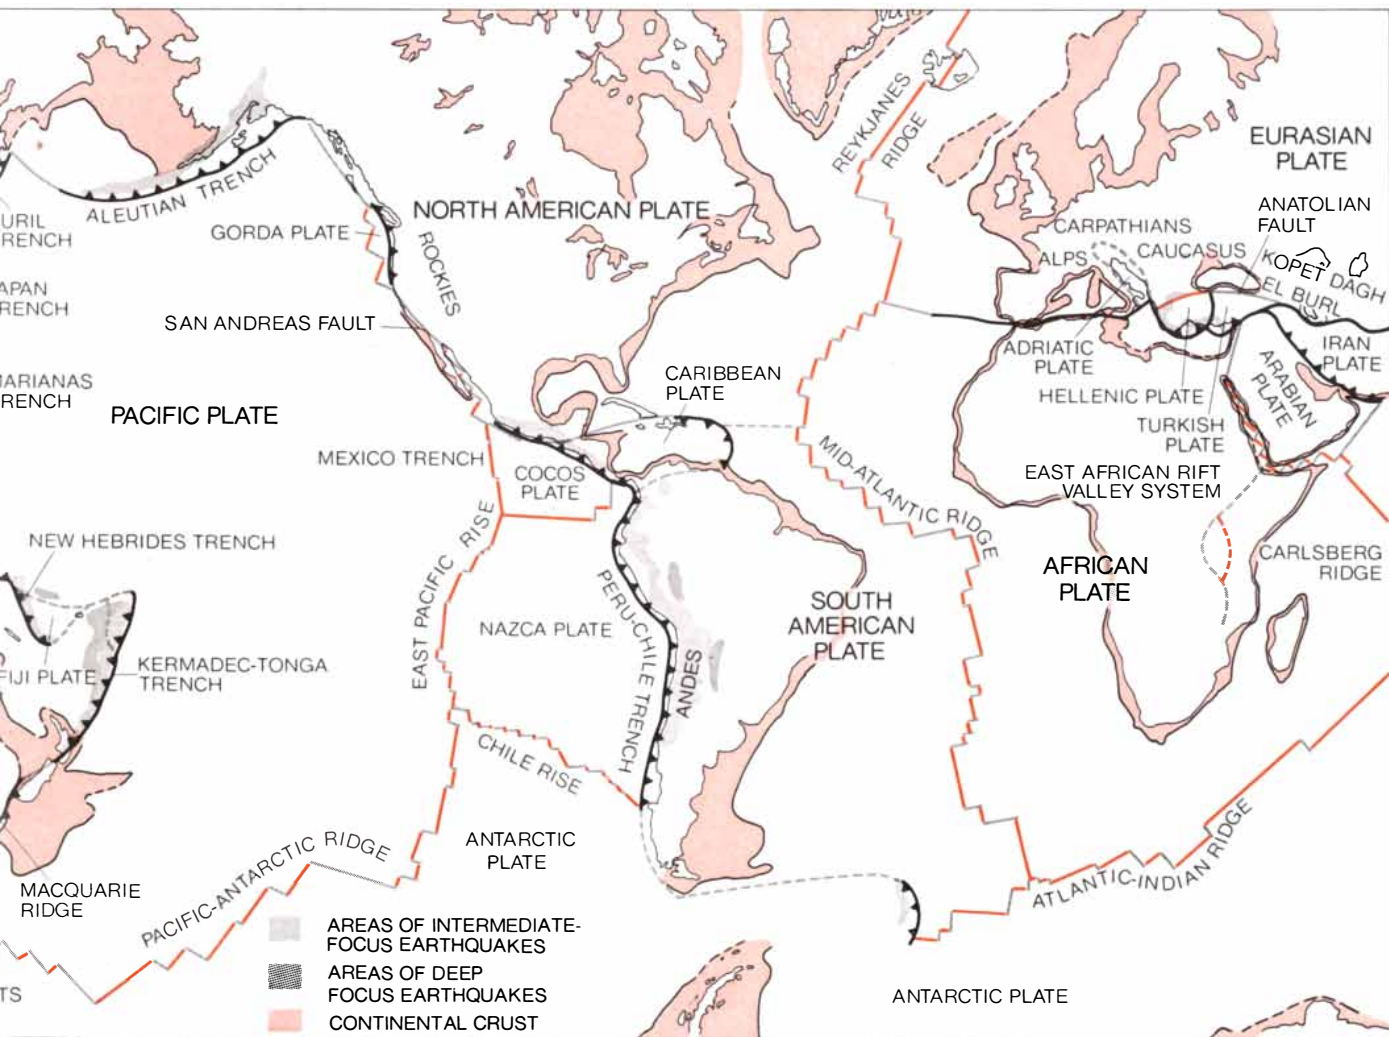 REYKJANES
RIDGE
EURASIAN
PLATE
ALEUTIAN TRENCH
URIL
RENCH
GORDA PLATE
NORTH AMERICAN PLATE
ROCKIES
CARPATHIANS
ANATOLIAN
FAULT
ALPS
CAUCASUS
KOPET DAGH
EL BURL
APAN
RENCH
SAN ANDREAS FAULT
ADRIATIC
PLATE
IRAN
PLATE
ARABIAN
PLATE
HELLENIC PLATE
TURKISH
PLATE
CARIBBEAN
PLATE
MARIANAS
RENCH
PACIFIC PLATE
MEXICO TRENCH
COCOS
PLATE
MID-ATLANTIC RIDGE
EAST AFRICAN RIFT
VALLEY SYSTEM
NEW HEBRIDES TRENCH
EAST PACIFIC RISE
PERU-CHILE TRENCH
AFRICAN
PLATE
CARLSBERG
RIDGE
NAZCA PLATE
SOUTH
AMERICAN
PLATE
FIJI PLATE
KERMADEC-TONGA
TRENCH
ANDES
CHILE RISE
ANTARCTIC
PLATE
PACIFIC-ANTARCTIC RIDGE
ATLANTIC-INDIAN RIDGE
MACQUARIE
RIDGE
AREAS OF INTERMEDIATE-
FOCUS EARTHQUAKES
AREAS OF DEEP
FOCUS EARTHQUAKES
CONTINENTAL CRUST
TS
ANTARCTIC PLATE